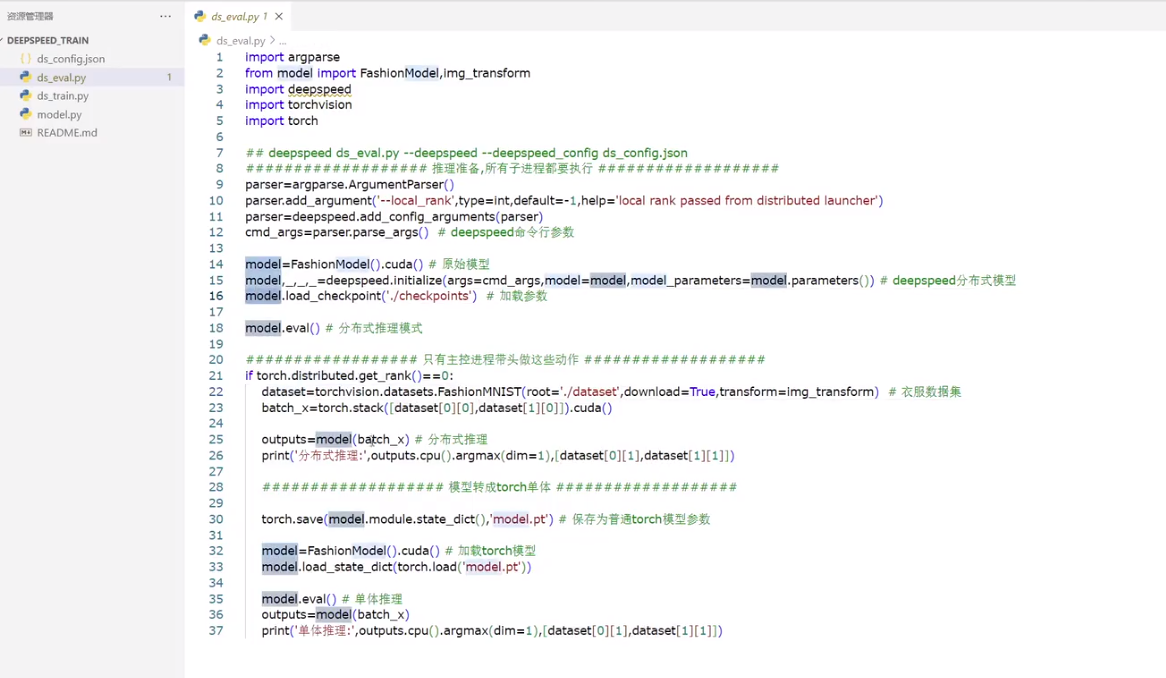 资源管理器 ···
DEEPSPEED_TRAIN
{} ds_config.json
ds_eval.py 1
ds_train.py
model.py
README.md
ds_eval.py 1 ×
ds_eval.py > ...
1 import argparse
2 from model import FashionModel,img_transform
3 import deepspeed
4 import torchvision
5 import torch
6
7 ## deepspeed ds_eval.py --deepspeed --deepspeed_config ds_config.json
8 ################### 推理准备,所有子进程都要执行 ###################
9 parser=argparse.ArgumentParser()
10 parser.add_argument('--local_rank',type=int,default=-1,help='local rank passed from distributed launcher')
11 parser=deepspeed.add_config_arguments(parser)
12 cmd_args=parser.parse_args() # deepspeed命令行参数
13
14 model=FashionModel().cuda() # 原始模型
15 model,_,_,_=deepspeed.initialize(args=cmd_args,model=model,model_parameters=model.parameters()) # deepspeed分布式模型
16 model.load_checkpoint('./checkpoints') # 加载参数
17
18 model.eval() # 分布式推理模式
19
20 ################## 只有主控进程带头做这些动作 ###################
21 if torch.distributed.get_rank()==0:
22 dataset=torchvision.datasets.FashionMNIST(root='./dataset',download=True,transform=img_transform) # 衣服数据集
23 batch_x=torch.stack([dataset[0][0],dataset[1][0]]).cuda()
24
25 outputs=model(batch_x) # 分布式推理
26 print('分布式推理:',outputs.cpu().argmax(dim=1),[dataset[0][1],dataset[1][1]])
27
28 ################### 模型转成torch单体 ###################
29
30 torch.save(model.module.state_dict(),'model.pt') # 保存为普通torch模型参数
31
32 model=FashionModel().cuda() # 加载torch模型
33 model.load_state_dict(torch.load('model.pt'))
34
35 model.eval() # 单体推理
36 outputs=model(batch_x)
37 print('单体推理:',outputs.cpu().argmax(dim=1),[dataset[0][1],dataset[1][1]])